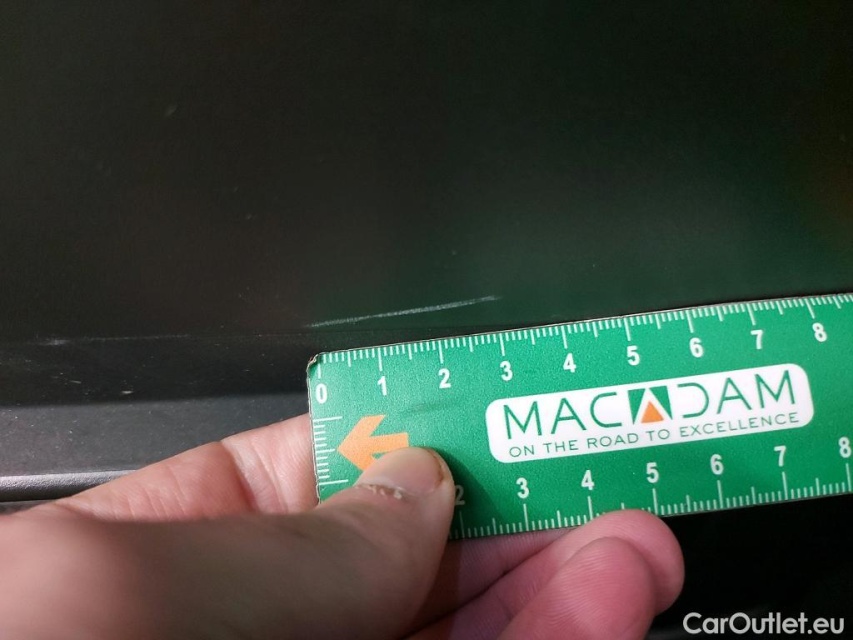 0 1 2 3 4 5 6 7 8
MACADAM
ON THE ROAD TO EXCELLENCE
2 3 4 5 6 7 8
CarOutlet.eu